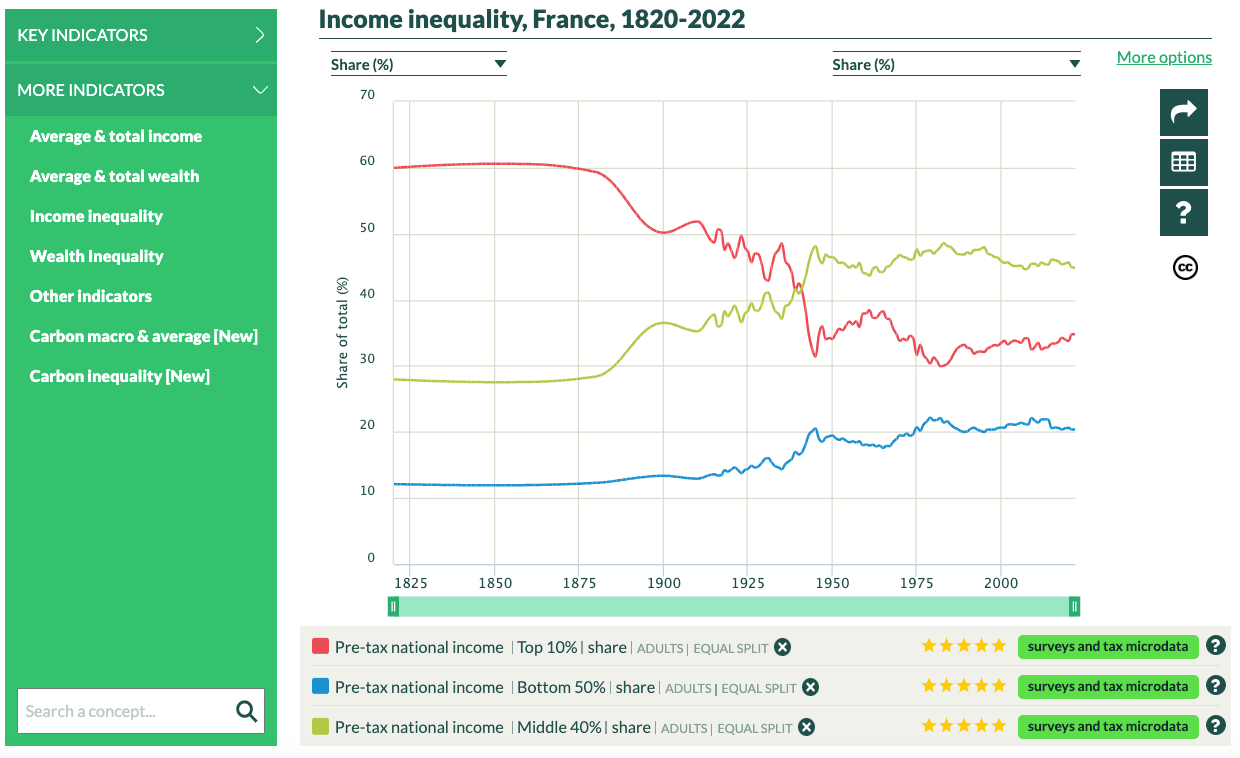 KEY INDICATORS
MORE INDICATORS
Average & total income
Average & total wealth
Income inequality
Wealth Inequality
Other indicators
Carbon macro & average [New]
Carbon inequality [New]
Search a concept...
Income inequality, France, 1820-2022
Share (%) Share (%)
More options
70
60
50
40
30
20
10
0
Share of total (%)
1825 1850 1875 1900 1925 1950 1975 2000
?
cc
Pre-tax national income | Top 10% | share | ADULTS | EQUAL SPLIT surveys and tax microdata ?
Pre-tax national income | Bottom 50% | share | ADULTS | EQUAL SPLIT surveys and tax microdata ?
Pre-tax national income | Middle 40% | share | ADULTS | EQUAL SPLIT surveys and tax microdata ?